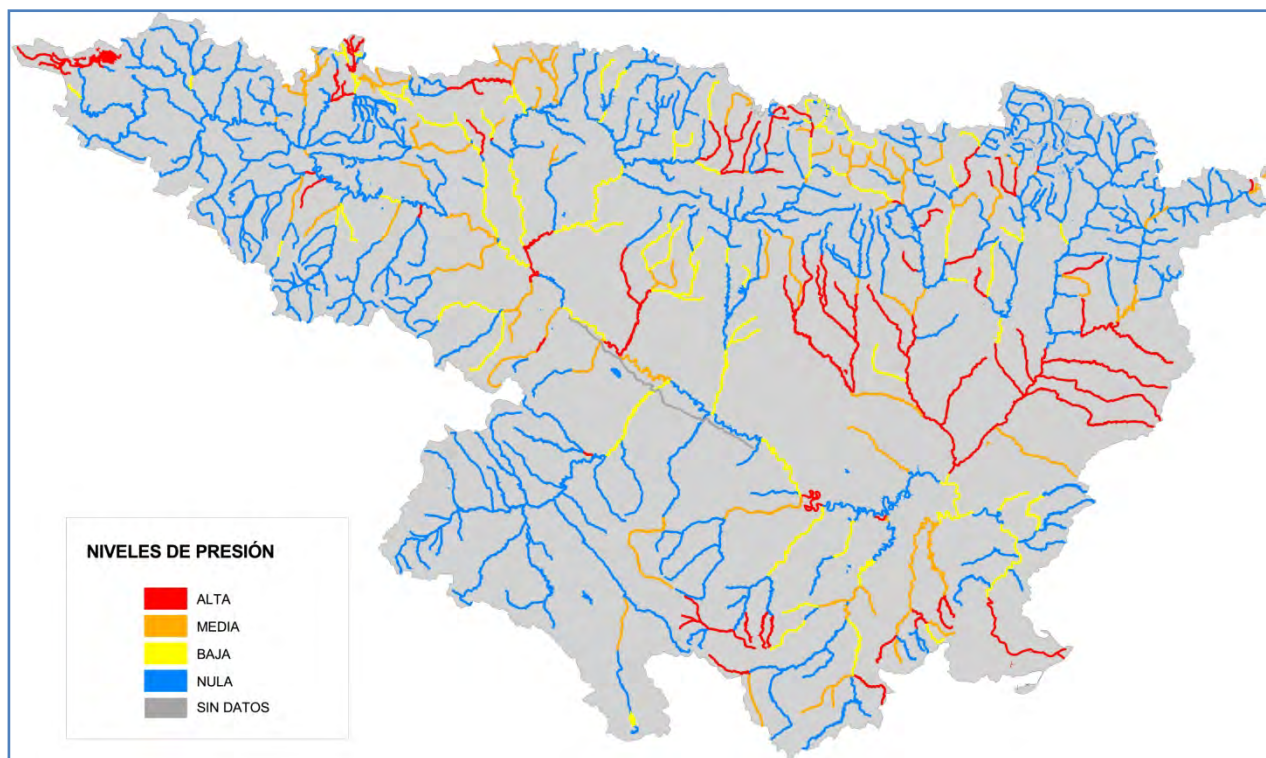 NIVELES DE PRESIÓN
ALTA
MEDIA
BAJA
NULA
SIN DATOS